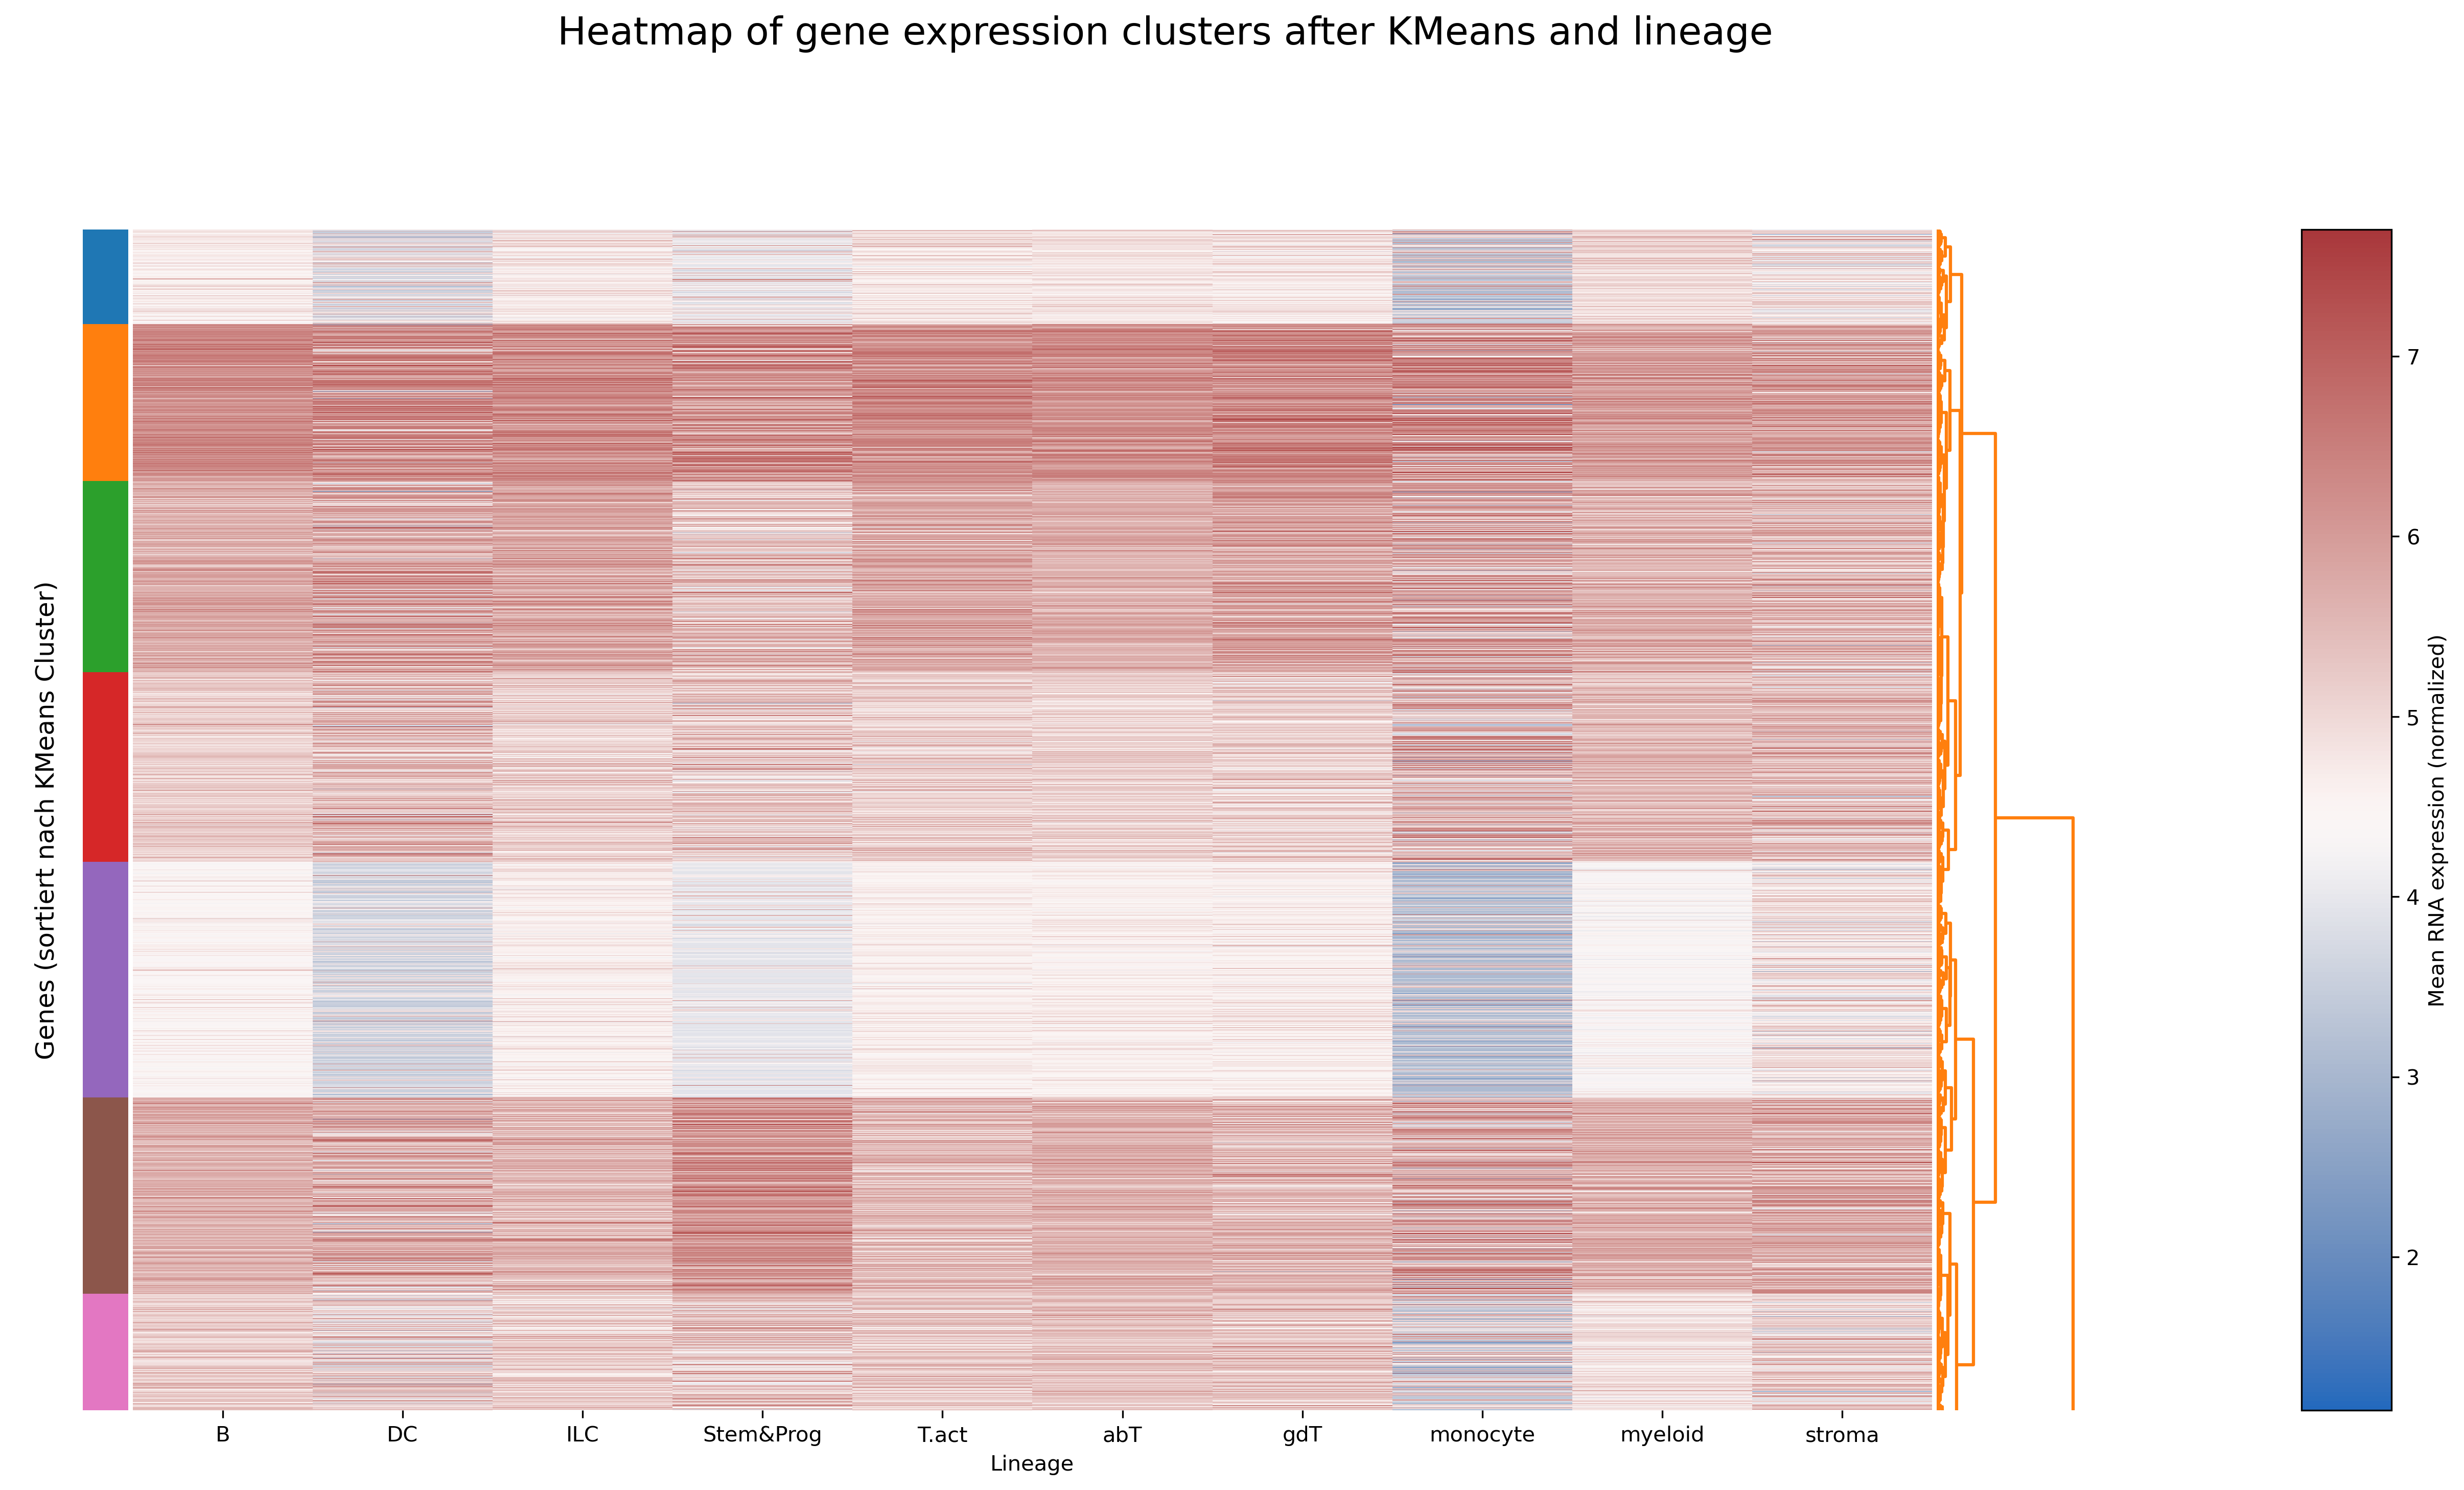 Heatmap of gene expression clusters after KMeans and lineage
Genes (sortiert nach KMeans Cluster)
B
DC
ILC
Stem&Prog
T.act
abT
gdT
monocyte
myeloid
stroma
Lineage
7
6
5
4
3
2
Mean RNA expression (normalized)